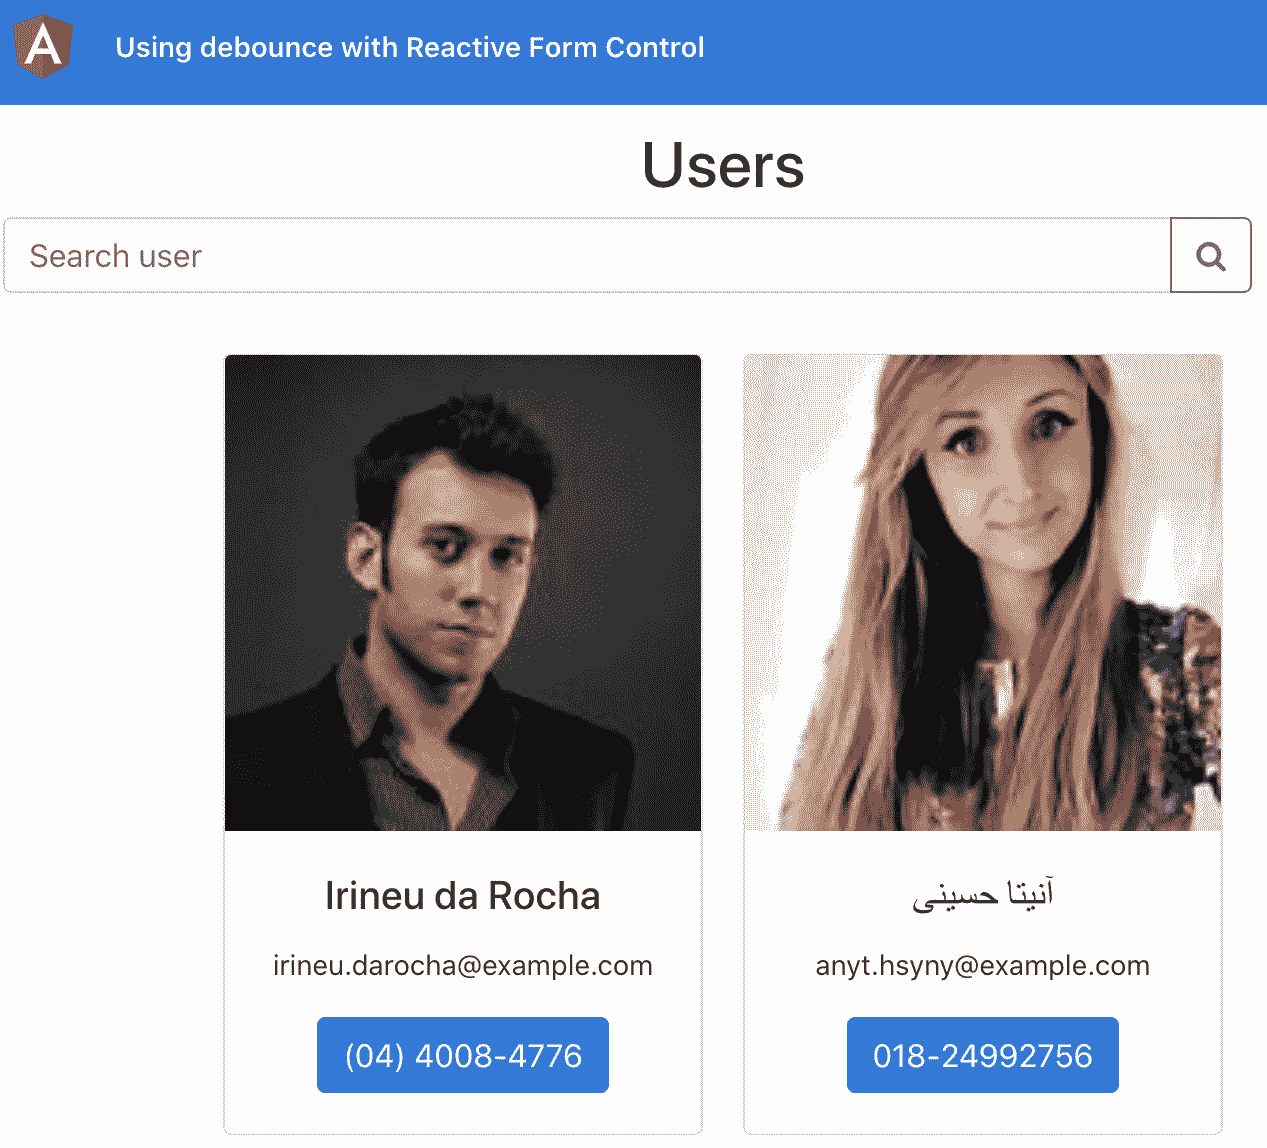 A
Using debounce with Reactive Form Control
Users
Search user
Irineu da Rocha
irineu.darocha@example.com
(04) 4008-4776
آنیتا حسینی
anyt.hsyny@example.com
018-24992756